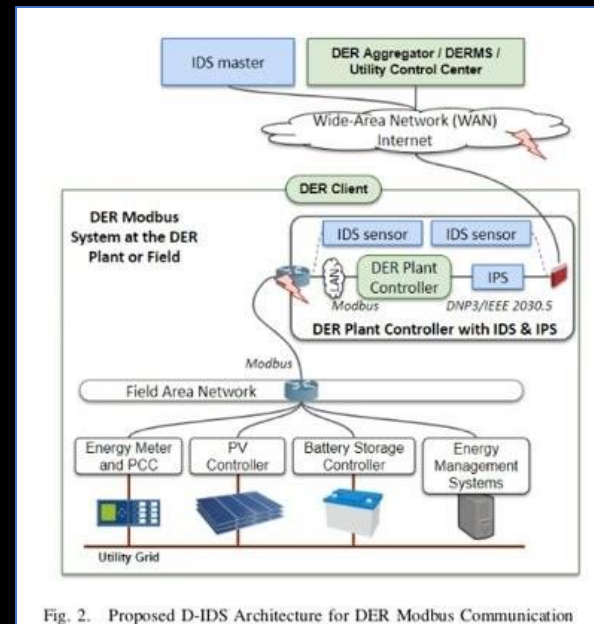 IDS master
DER Aggregator / DERMS /
Utility Control Center
Wide-Area Network (WAN)
Internet
DER Client
DER Modbus
System at the DER
Plant or Field
IDS sensor
IDS sensor
LAN
DER Plant
Controller
IPS
Modbus
DNP3/IEEE 2030.5
DER Plant Controller with IDS & IPS
Modbus
Field Area Network
Energy Meter
and PCC
PV
Controller
Battery Storage
Controller
Energy
Management
Systems
Utility Grid
Fig. 2. Proposed D-IDS Architecture for DER Modbus Communication